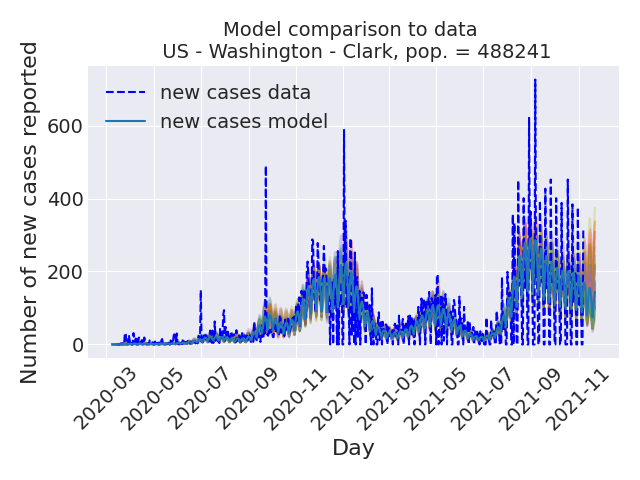 Model comparison to data
US - Washington - Clark, pop. = 488241
new cases data
new cases model
Number of new cases reported
600
400
200
0
2020-03
2020-05
2020-07
2020-09
2020-11
2021-01
2021-03
2021-05
2021-07
2021-09
2021-11
Day